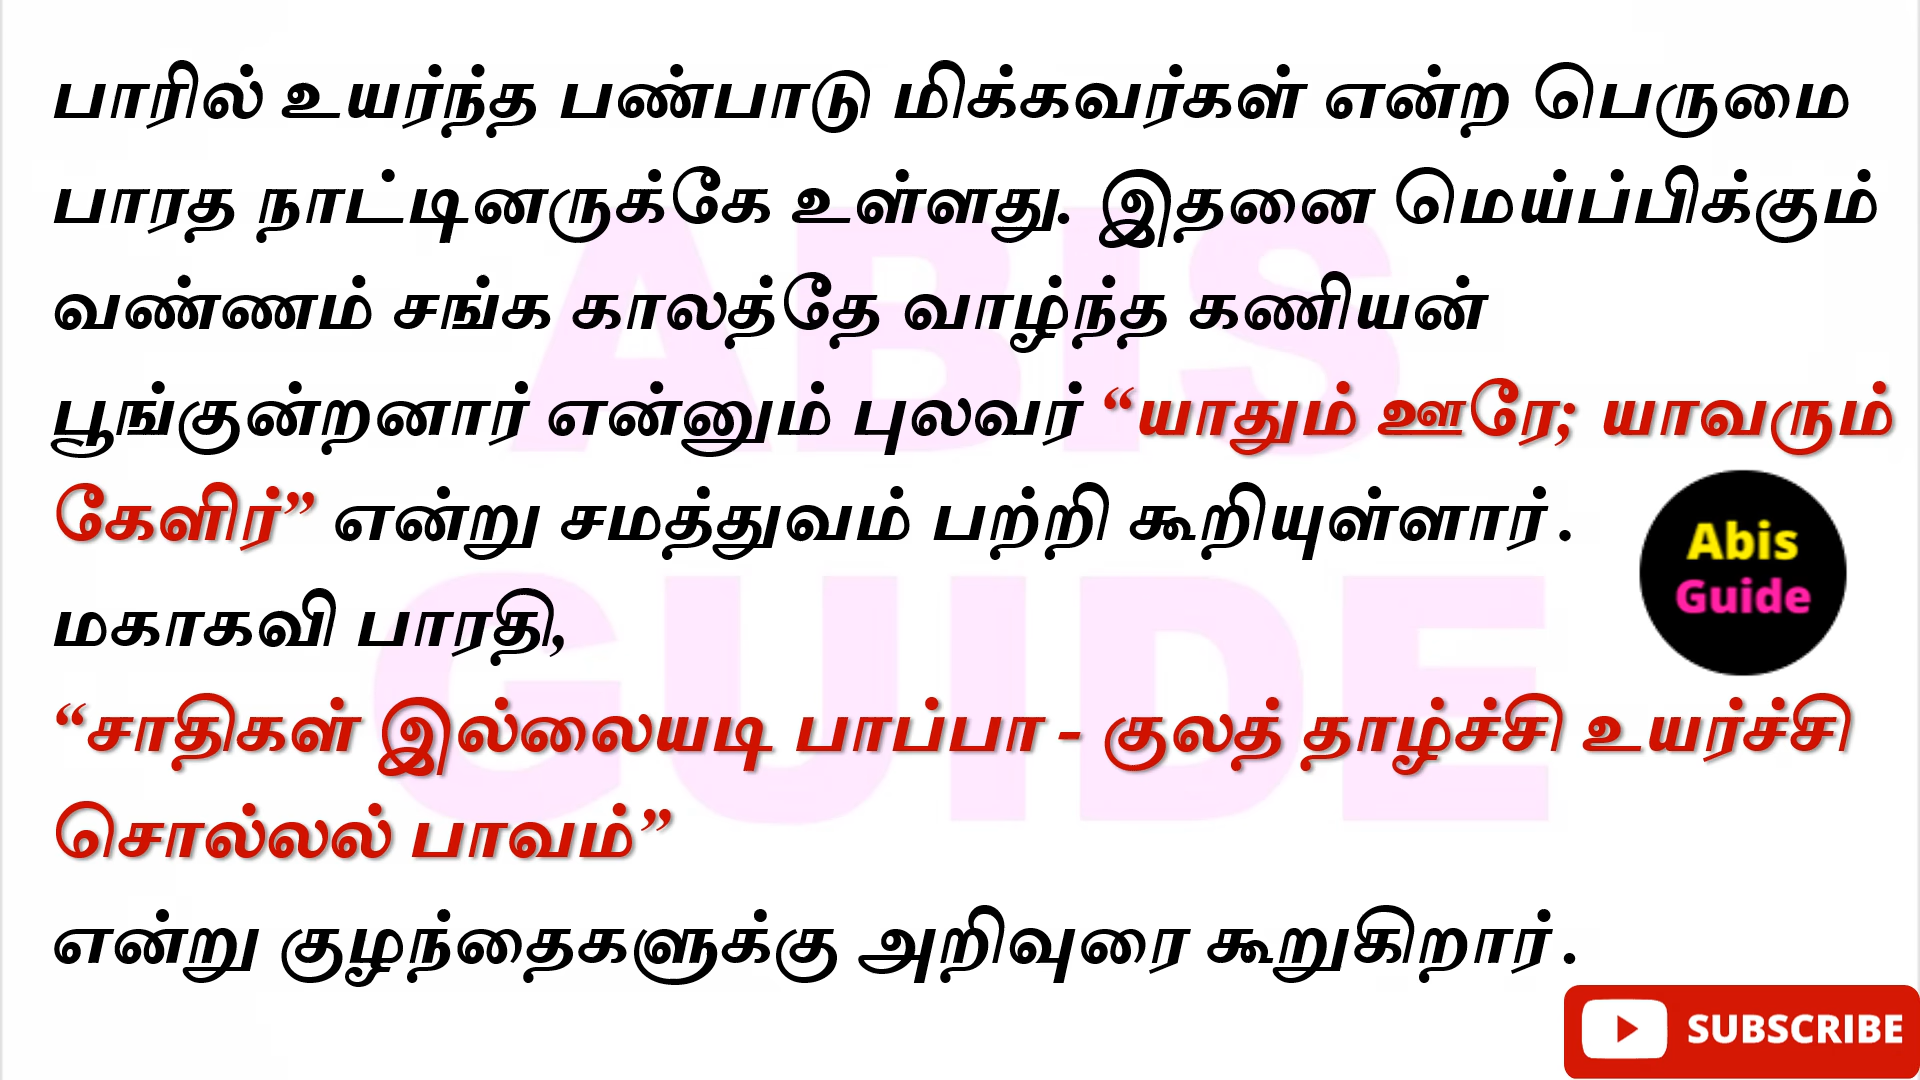 பாரில் உயர்ந்த பண்பாடு மிக்கவர்கள் என்ற பெருமை
பாரத நாட்டினருக்கே உள்ளது. இதனை மெய்ப்பிக்கும்
வண்ணம் சங்க காலத்தே வாழ்ந்த கணியன்
பூங்குன்றனார் என்னும் புலவர் “யாதும் ஊரே; யாவரும்
கேளிர்” என்று சமத்துவம் பற்றி கூறியுள்ளார்.
மகாகவி பாரதி,
“சாதிகள் இல்லையடி பாப்பா - குலத் தாழ்ச்சி உயர்ச்சி
சொல்லல் பாவம்”
என்று குழந்தைகளுக்கு அறிவுரை கூறுகிறார்.
ABIS
GUIDE
Abis
Guide
SUBSCRIBE